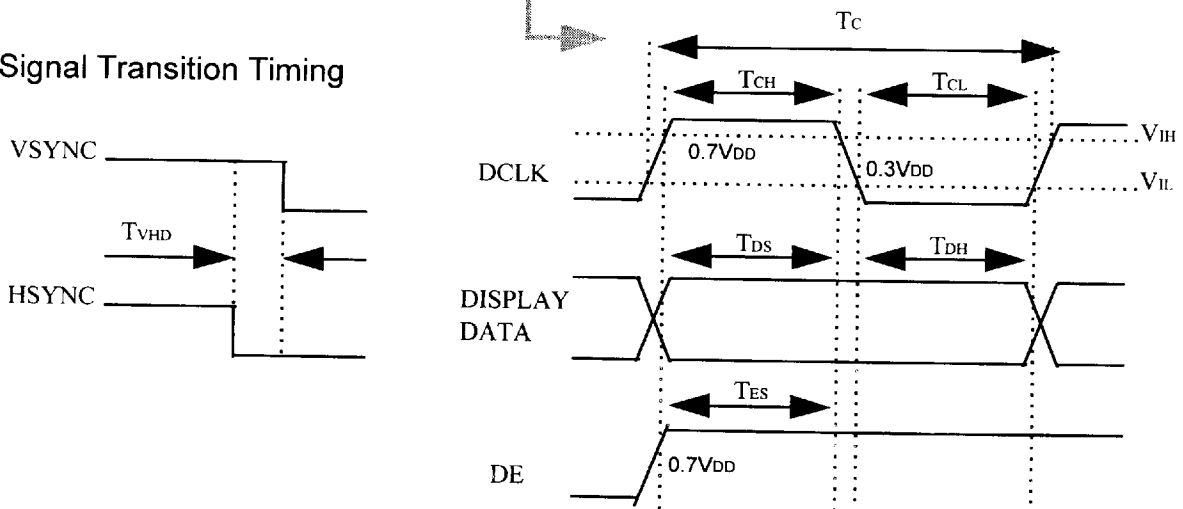 Signal Transition Timing
VSYNC
TVHD
HSYNC
TC
TCH
TCL
VIH
0.7VDD
0.3VDD
DCLK
VIL
TDS
TDH
DISPLAY
DATA
TES
0.7VDD
DE